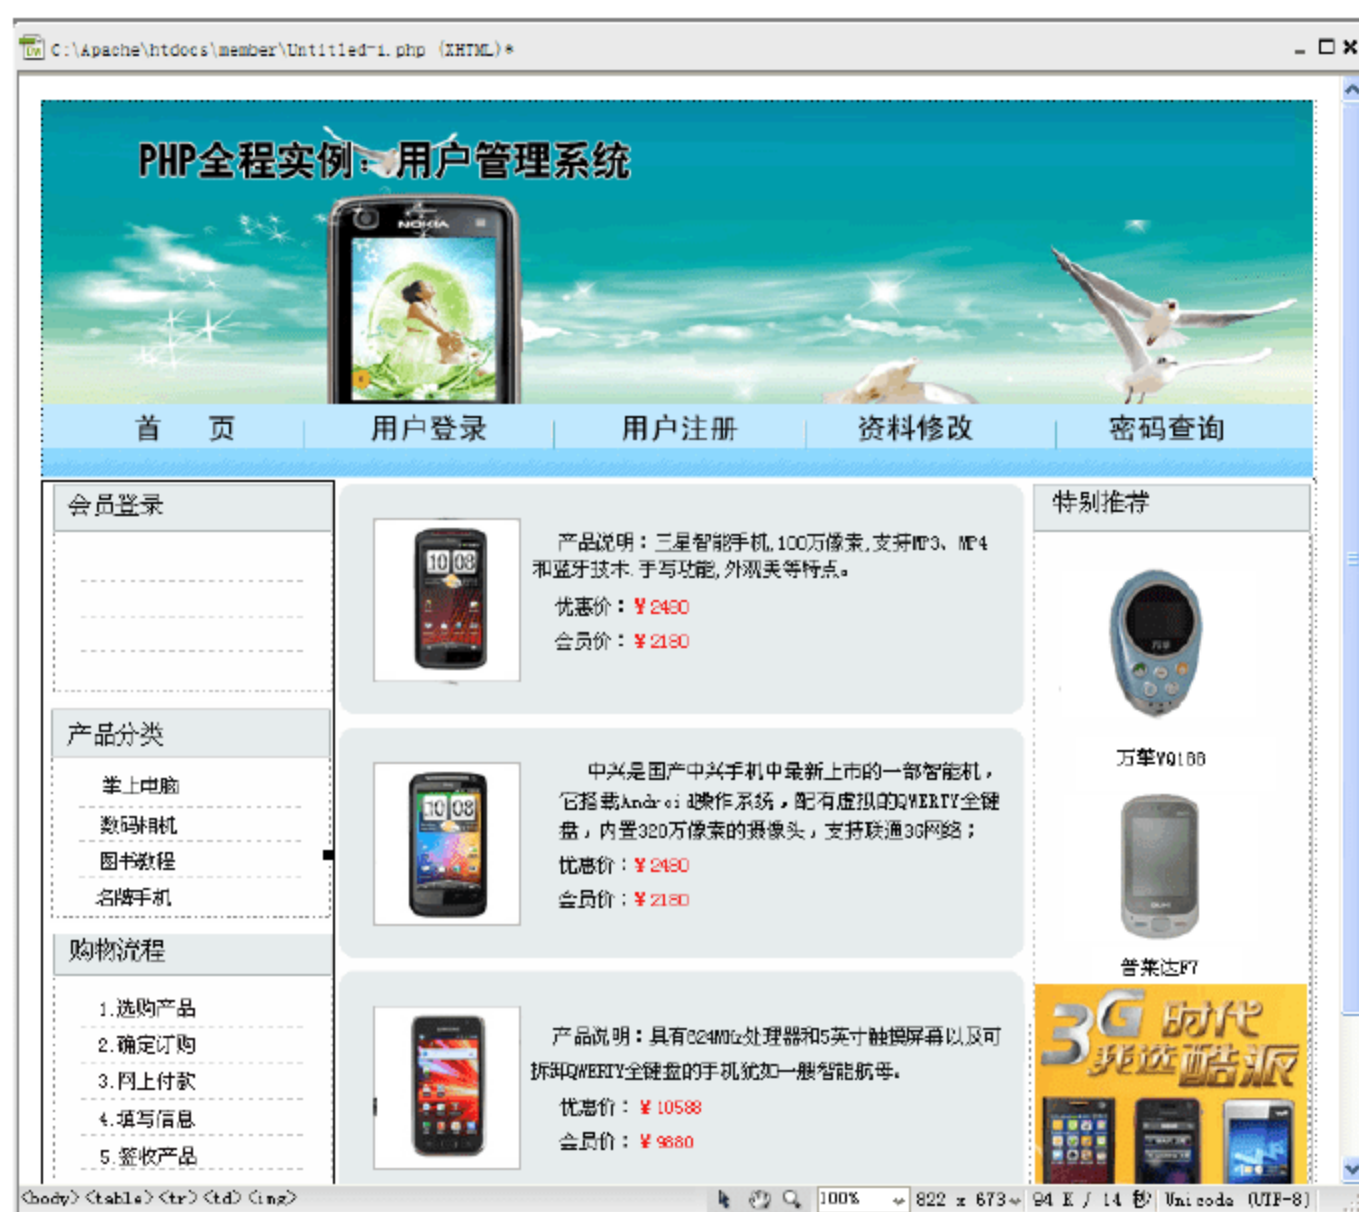 C:\Apache\htdocs\member\Untitled-1.php (XHTML)*
PHP全程实例：用户管理系统
NOKIA
首 页
用户登录
用户注册
资料修改
密码查询
会员登录
产品分类
掌上电脑
数码相机
图书教程
名牌手机
购物流程
1.选购产品
2.确定订购
3.网上付款
4.填写信息
5.签收产品
10 08
产品说明：三星智能手机,100万像素,支持MP3、MP4
和蓝牙技术.手写功能,外观美等特点。
优惠价：￥2480
会员价：￥2180
10 08
中兴是国产中兴手机中最新上市的一部智能机，
它搭载Android操作系统，配有虚拟的QWERTY全键
盘，内置320万像素的摄像头，支持联通3G网络；
优惠价：￥2480
会员价：￥2180
产品说明：具有624MHz处理器和5英寸触摸屏幕以及可
拆卸QWERTY全键盘的手机犹如一艘智能航母。
优惠价：￥10588
会员价：￥9880
特别推荐
万华
万华VQ188
普莱达F7
3G 时代
我选酷派
<body> <table> <tr> <td> <img>
100%
822 x 673
94 K / 14 秒
Unicode (UTF-8)